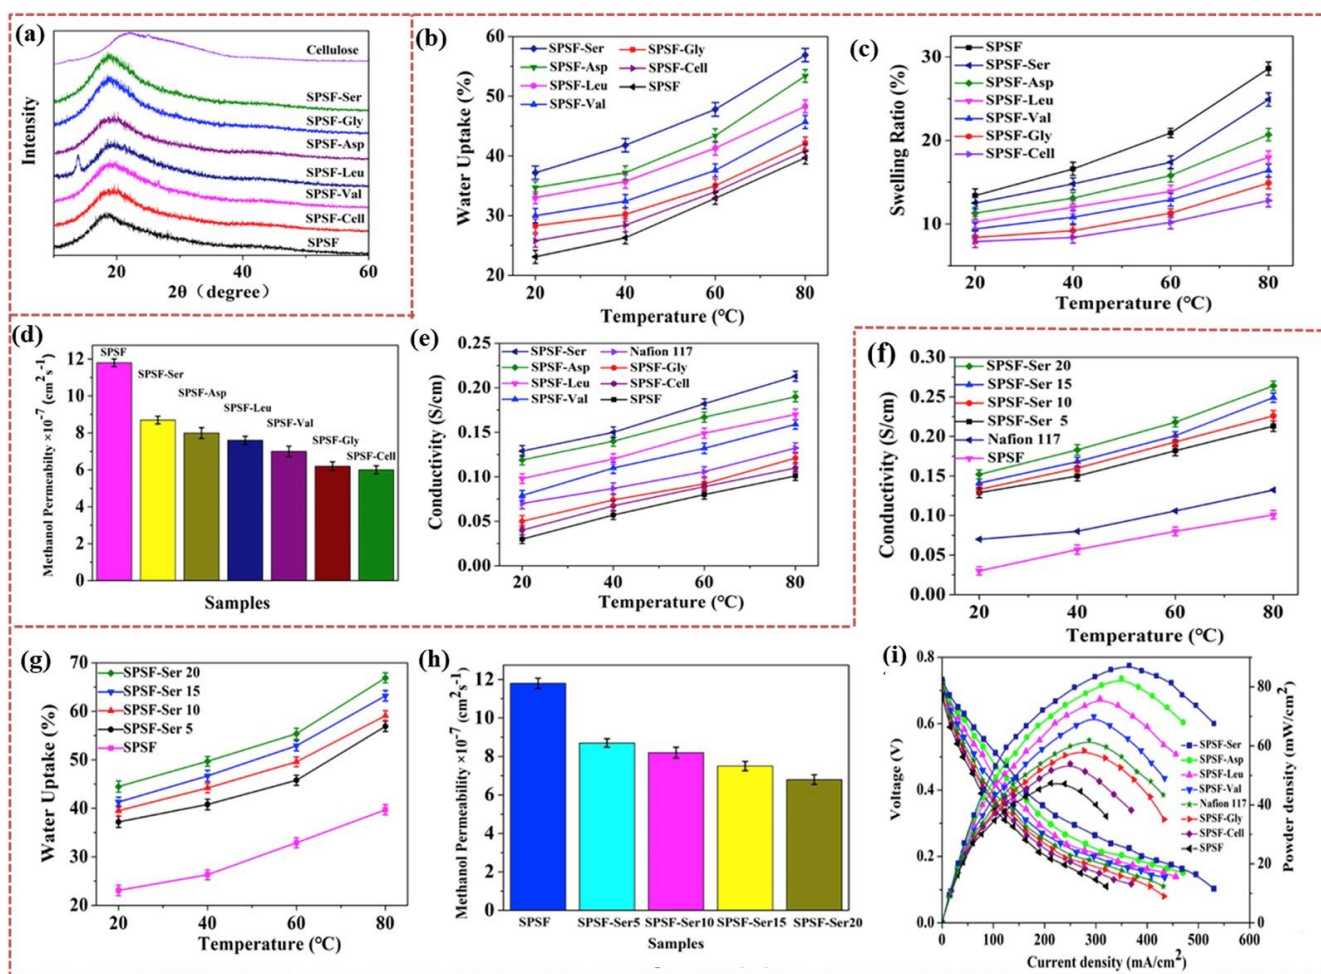 (a)
Cellulose
SPSF-Ser
SPSF-Gly
SPSF-Asp
SPSF-Leu
SPSF-Val
SPSF-Cell
SPSF
Intensity
20 40 60
2θ（degree）
(b)
60
50
40
30
20
SPSF-Ser SPSF-Gly
SPSF-Asp SPSF-Cell
SPSF-Leu SPSF
SPSF-Val
Water Uptake (%)
20 40 60 80
Temperature (℃)
(c)
30
20
10
SPSF
SPSF-Ser
SPSF-Asp
SPSF-Leu
SPSF-Val
SPSF-Gly
SPSF-Cell
Swelling Ratio (%)
20 40 60 80
Temperature (℃)
(d)
12
10
8
6
4
2
0
SPSF
SPSF-Ser
SPSF-Asp
SPSF-Leu
SPSF-Val
SPSF-Gly
SPSF-Cell
Methanol Permeability ×10⁻⁷ (cm²s⁻¹)
Samples
(e)
0.25
0.20
0.15
0.10
0.05
0.00
SPSF-Ser Nafion 117
SPSF-Asp SPSF-Gly
SPSF-Leu SPSF-Cell
SPSF-Val SPSF
Conductivity (S/cm)
20 40 60 80
Temperature (℃)
(f)
0.30
0.25
0.20
0.15
0.10
0.05
0.00
SPSF-Ser 20
SPSF-Ser 15
SPSF-Ser 10
SPSF-Ser 5
Nafion 117
SPSF
Conductivity (S/cm)
20 40 60 80
Temperature (℃)
(g)
70
60
50
40
30
20
SPSF-Ser 20
SPSF-Ser 15
SPSF-Ser 10
SPSF-Ser 5
SPSF
Water Uptake (%)
20 40 60 80
Temperature (℃)
(h)
12
10
8
6
4
2
0
Methanol Permeability ×10⁻⁷ (cm²s⁻¹)
SPSF SPSF-Ser5 SPSF-Ser10 SPSF-Ser15 SPSF-Ser20
Samples
(i)
0.8
0.6
0.4
0.2
0.0
Voltage (V)
SPSF-Ser
SPSF-Asp
SPSF-Leu
SPSF-Val
Nafion 117
SPSF-Gly
SPSF-Cell
SPSF
80
60
40
20
0
Powder density (mW/cm²)
0 100 200 300 400 500 600
Current density (mA/cm²)